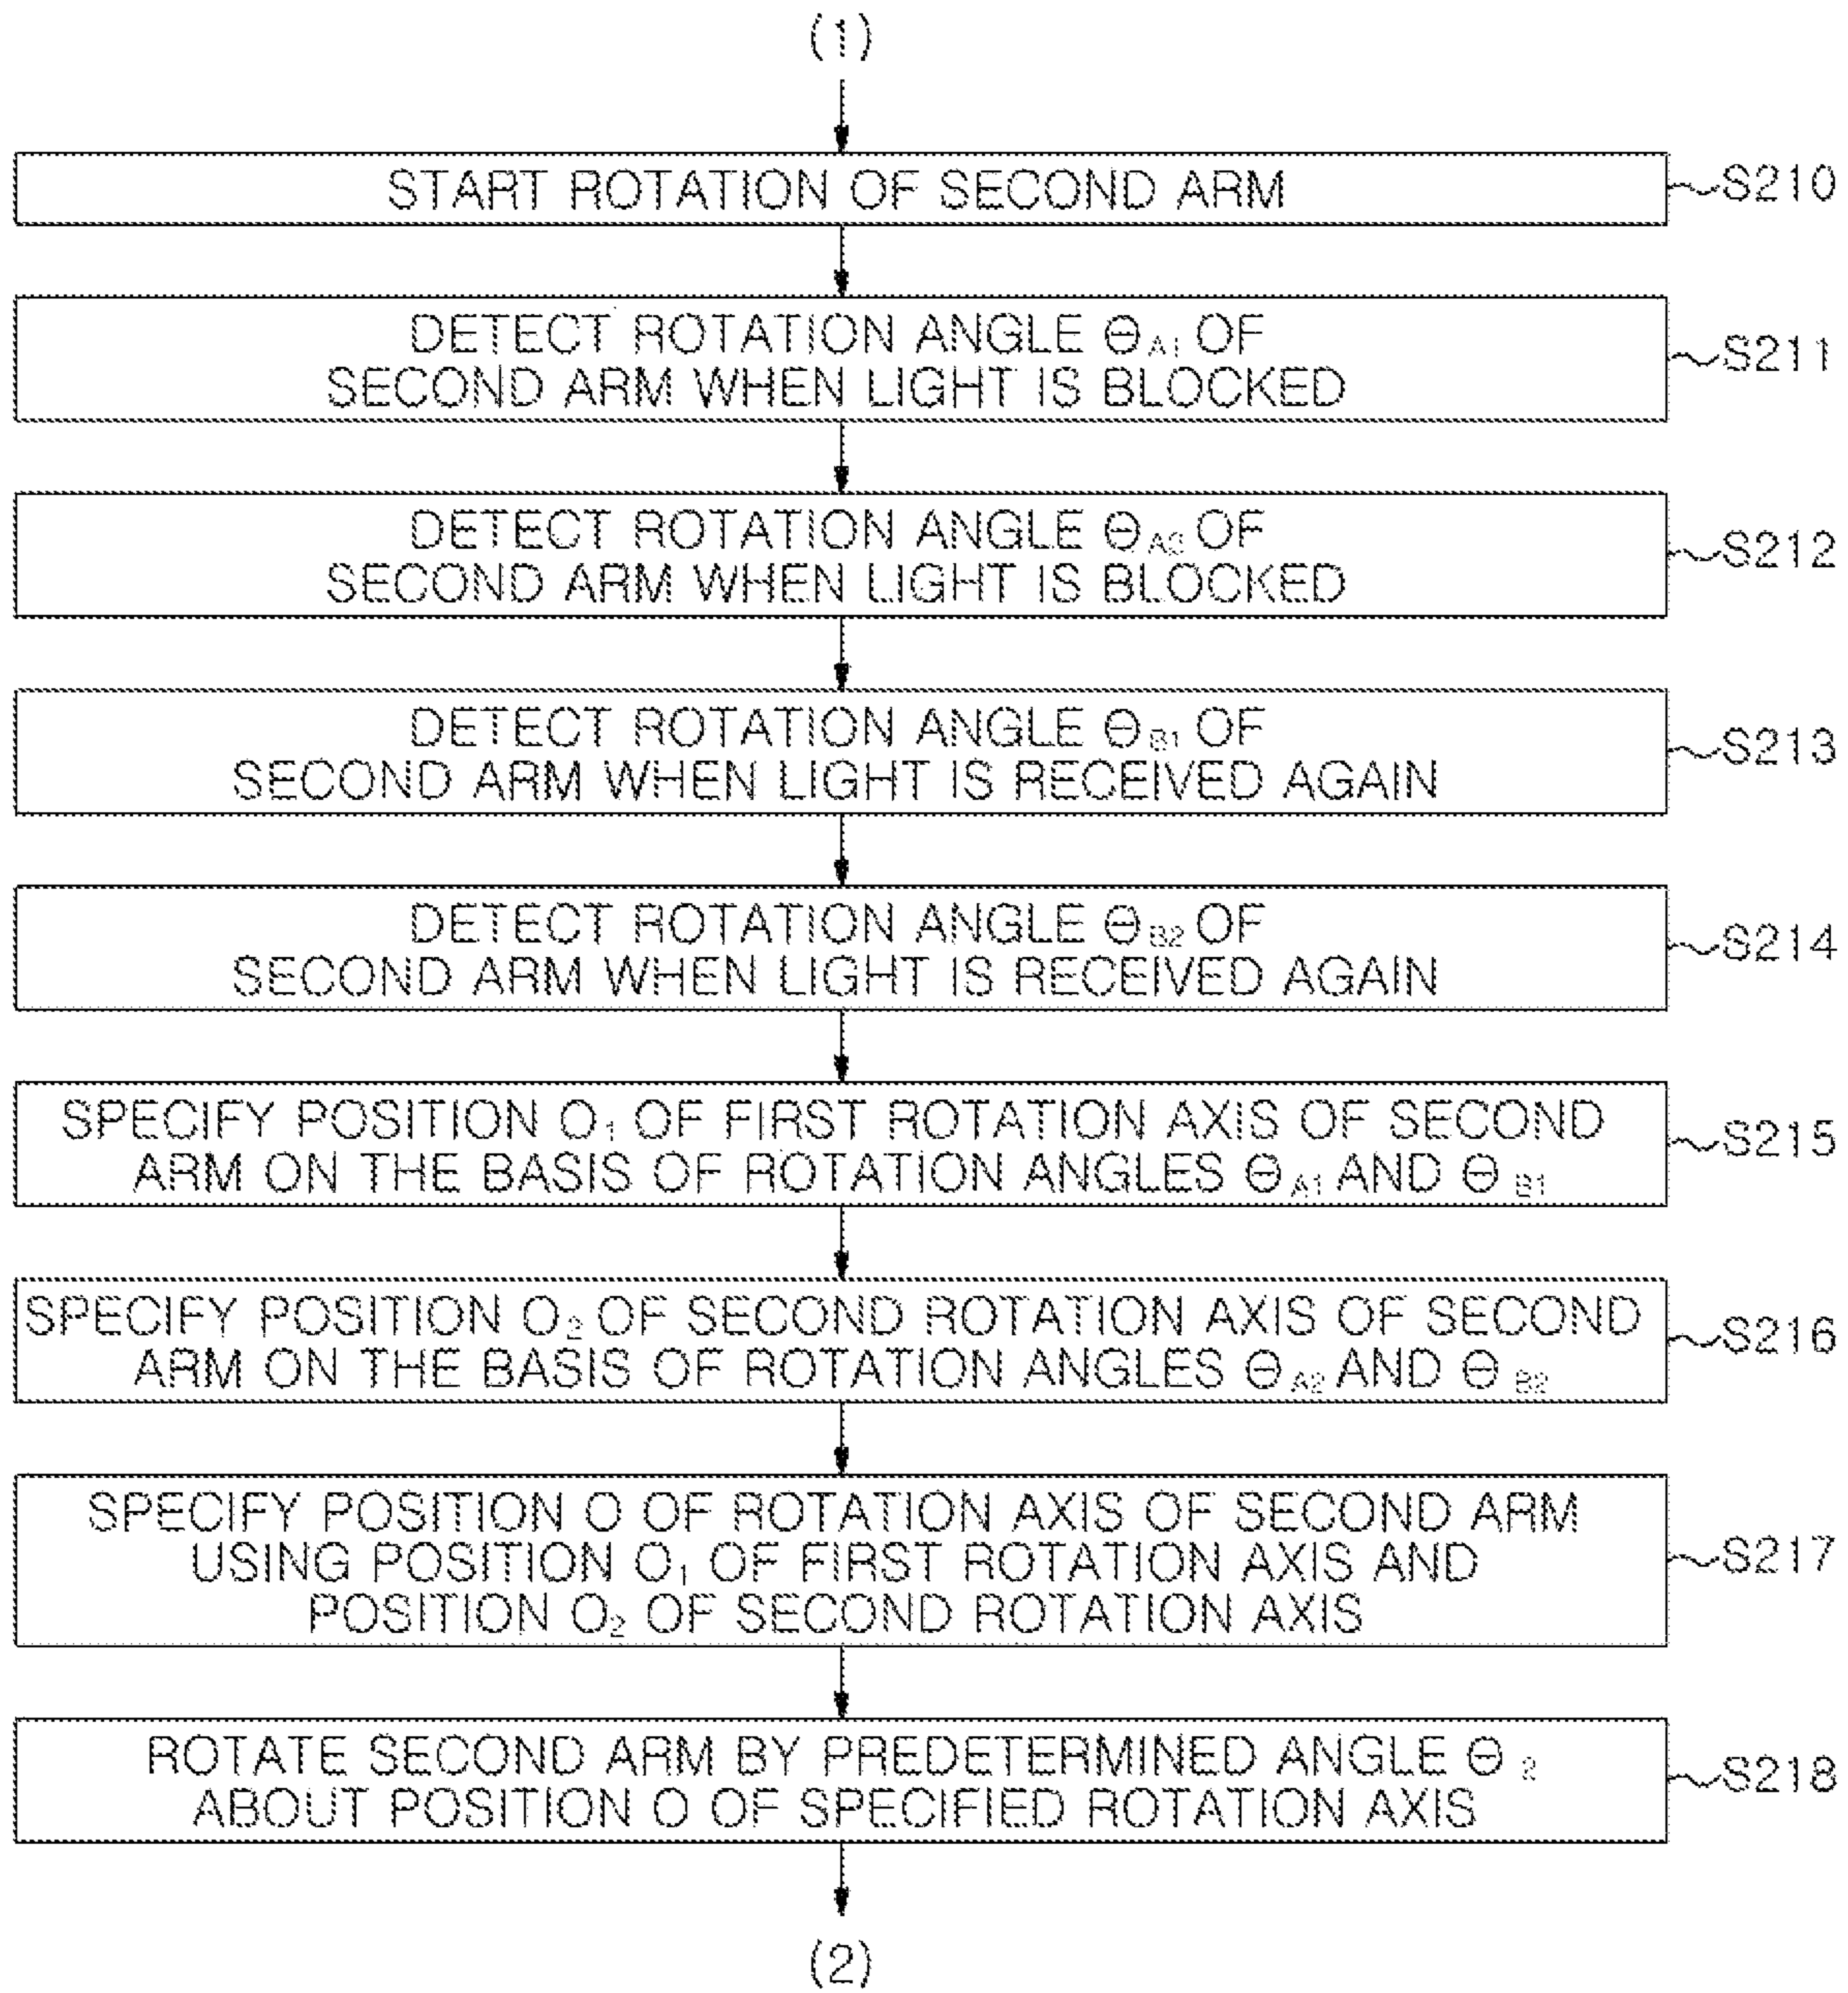 (1)
START ROTATION OF SECOND ARM
S210
DETECT ROTATION ANGLE ΘA1 OF
SECOND ARM WHEN LIGHT IS BLOCKED
S211
DETECT ROTATION ANGLE ΘA2 OF
SECOND ARM WHEN LIGHT IS BLOCKED
S212
DETECT ROTATION ANGLE ΘB1 OF
SECOND ARM WHEN LIGHT IS RECEIVED AGAIN
S213
DETECT ROTATION ANGLE ΘB2 OF
SECOND ARM WHEN LIGHT IS RECEIVED AGAIN
S214
SPECIFY POSITION O1 OF FIRST ROTATION AXIS OF SECOND
ARM ON THE BASIS OF ROTATION ANGLES ΘA1 AND ΘB1
S215
SPECIFY POSITION O2 OF SECOND ROTATION AXIS OF SECOND
ARM ON THE BASIS OF ROTATION ANGLES ΘA2 AND ΘB2
S216
SPECIFY POSITION O OF ROTATION AXIS OF SECOND ARM
USING POSITION O1 OF FIRST ROTATION AXIS AND
POSITION O2 OF SECOND ROTATION AXIS
S217
ROTATE SECOND ARM BY PREDETERMINED ANGLE Θ2
ABOUT POSITION O OF SPECIFIED ROTATION AXIS
S218
(2)